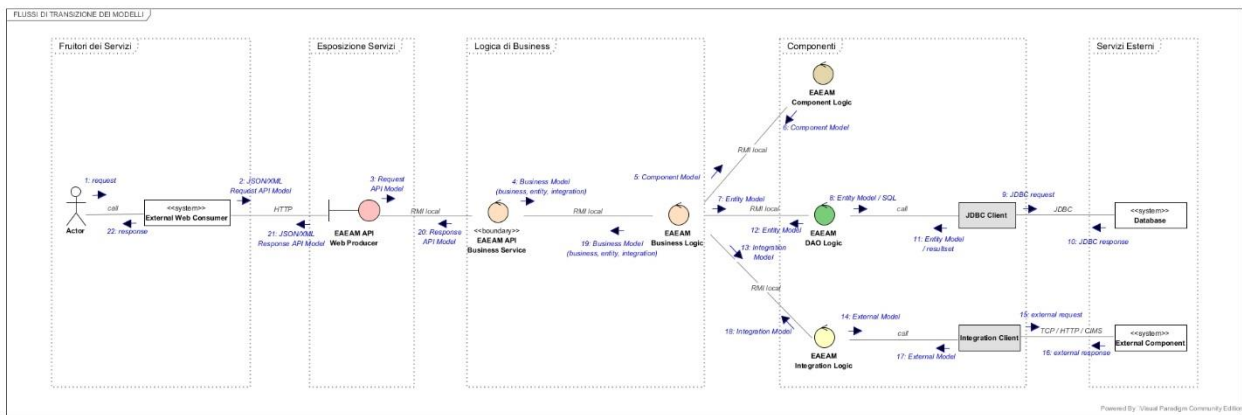 FLUSSI DI TRANSIZIONE DEI MODELLI
Fruitori dei Servizi
Esposizione Servizi
Logica di Business
Componenti
Servizi Esterni
1: request
Actor
call
22. response
<<system>>
External Web Consumer
2: JSON/XML
Request API Model
HTTP
21: JSON/XML
Response API Model
EAEAM API
Web Producer
3: Request
API Model
RMI local
20: Response
API Model
4: Business Model
(business, entity, integration)
<<boundary>>
EAEAM API
Business Service
RMI local
19: Business Model
(business, entity, integration)
EAEAM
Business Logic
5: Component Model
RMI local
6: Component Model
EAEAM
Component Logic
7: Entity Model
RMI local
12: Entity Model
EAEAM
DAO Logic
8: Entity Model / SQL
call
11: Entity Model
/ resultset
JDBC Client
9: JDBC request
JDBC
10: JDBC response
<<system>>
Database
13: Integration
Model
RMI local
18: Integration Model
EAEAM
Integration Logic
14: External Model
call
17: External Model
Integration Client
15: external request
TCP / HTTP / CIMS
16: external response
<<system>>
External Component
Powered By Visual Paradigm Community Edition